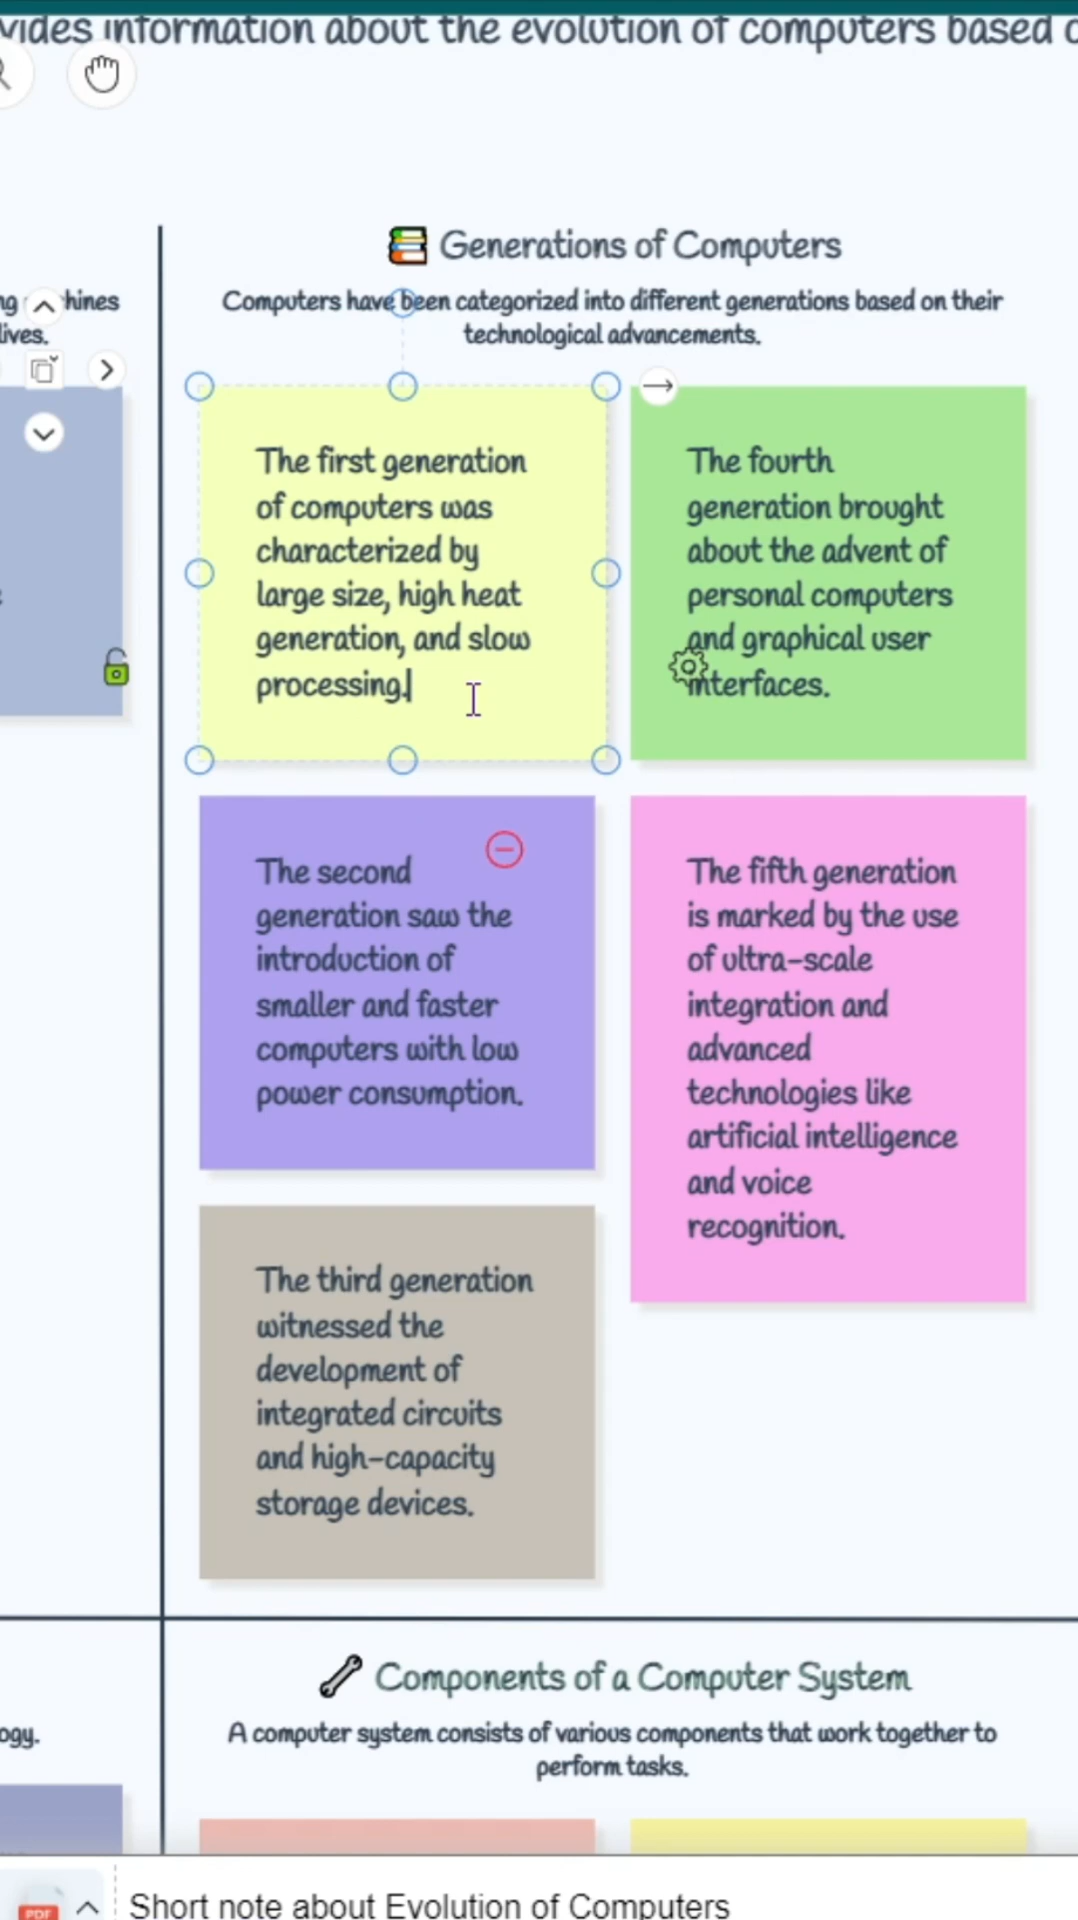 information about the evolution of computers based
Generations of Computers
Computers have been categorized into different generations based on their
technological advancements.
lives.
The first generation
of computers was
characterized by
large size, high heat
generation, and slow
processing.
The fourth
generation brought
about the advent of
personal computers
and graphical user
interfaces.
The second
generation saw the
introduction of
smaller and faster
computers with low
power consumption.
The fifth generation
is marked by the use
of ultra-scale
integration and
advanced
technologies like
artificial intelligence
and voice
recognition.
The third generation
witnessed the
development of
integrated circuits
and high-capacity
storage devices.
Components of a Computer System
A computer system consists of various components that work together to
perform tasks.
ogy.
PDF
Short note about Evolution of Computers